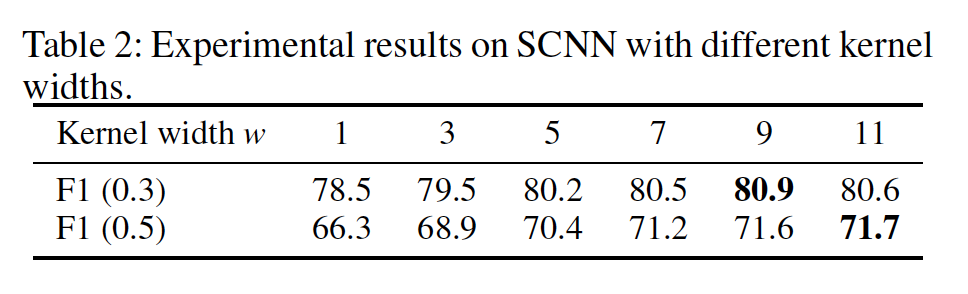 Table 2: Experimental results on SCNN with different kernel
widths.
Kernel width w 1 3 5 7 9 11
F1 (0.3) 78.5 79.5 80.2 80.5 80.9 80.6
F1 (0.5) 66.3 68.9 70.4 71.2 71.6 71.7